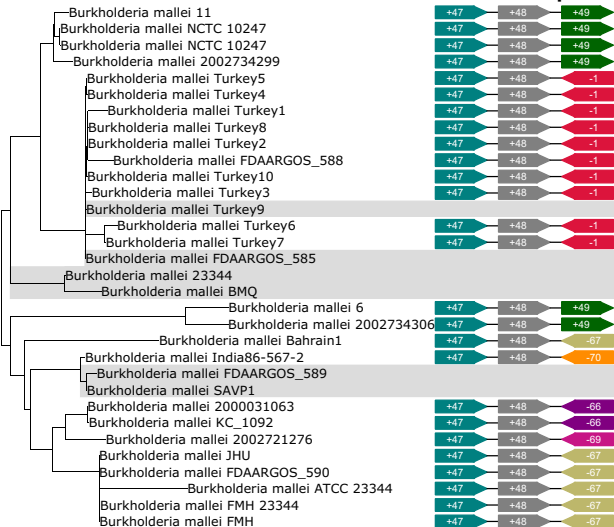 Burkholderia mallei 11 +47 +48 +49
Burkholderia mallei NCTC 10247 +47 +48 +49
Burkholderia mallei NCTC 10247 +47 +48 +49
Burkholderia mallei 2002734299 +47 +48 +49
Burkholderia mallei Turkey5 +47 +48 -1
Burkholderia mallei Turkey4 +47 +48 -1
Burkholderia mallei Turkey1 +47 +48 -1
Burkholderia mallei Turkey8 +47 +48 -1
Burkholderia mallei Turkey2 +47 +48 -1
Burkholderia mallei FDAARGOS_588 +47 +48 -1
Burkholderia mallei Turkey10 +47 +48 -1
Burkholderia mallei Turkey3 +47 +48 -1
Burkholderia mallei Turkey9
Burkholderia mallei Turkey6 +47 +48 -1
Burkholderia mallei Turkey7 +47 +48 -1
Burkholderia mallei FDAARGOS_585
Burkholderia mallei 23344
Burkholderia mallei BMQ
Burkholderia mallei 6 +47 +48 +49
Burkholderia mallei 2002734306 +47 +48 +49
Burkholderia mallei Bahrain1 +47 +48 -67
Burkholderia mallei India86-567-2 +47 +48 -70
Burkholderia mallei FDAARGOS_589
Burkholderia mallei SAVP1
Burkholderia mallei 2000031063 +47 +48 -66
Burkholderia mallei KC_1092 +47 +48 -66
Burkholderia mallei 2002721276 +47 +48 -69
Burkholderia mallei JHU +47 +48 -67
Burkholderia mallei FDAARGOS_590 +47 +48 -67
Burkholderia mallei ATCC 23344 +47 +48 -67
Burkholderia mallei FMH 23344 +47 +48 -67
Burkholderia mallei FMH +47 +48 -67